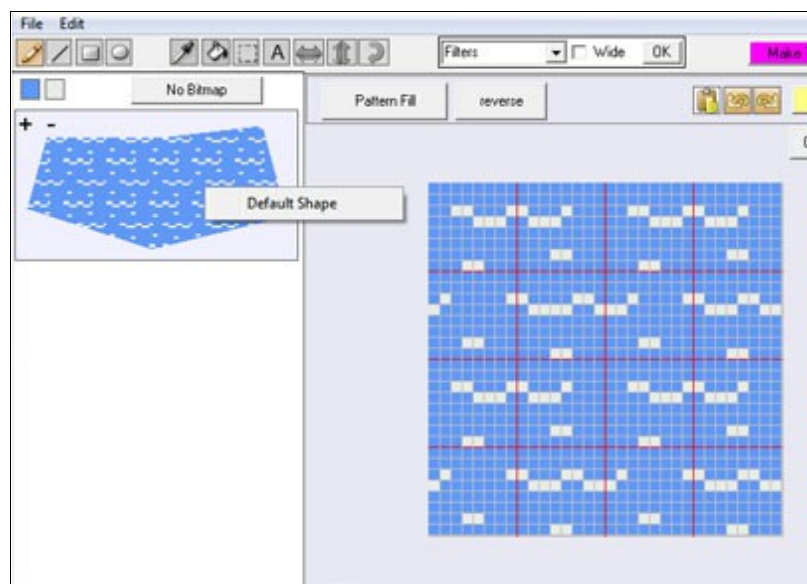 File Edit
A Filters Wide OK Make
No Bitmap
Pattern Fill reverse
+ -
Default Shape